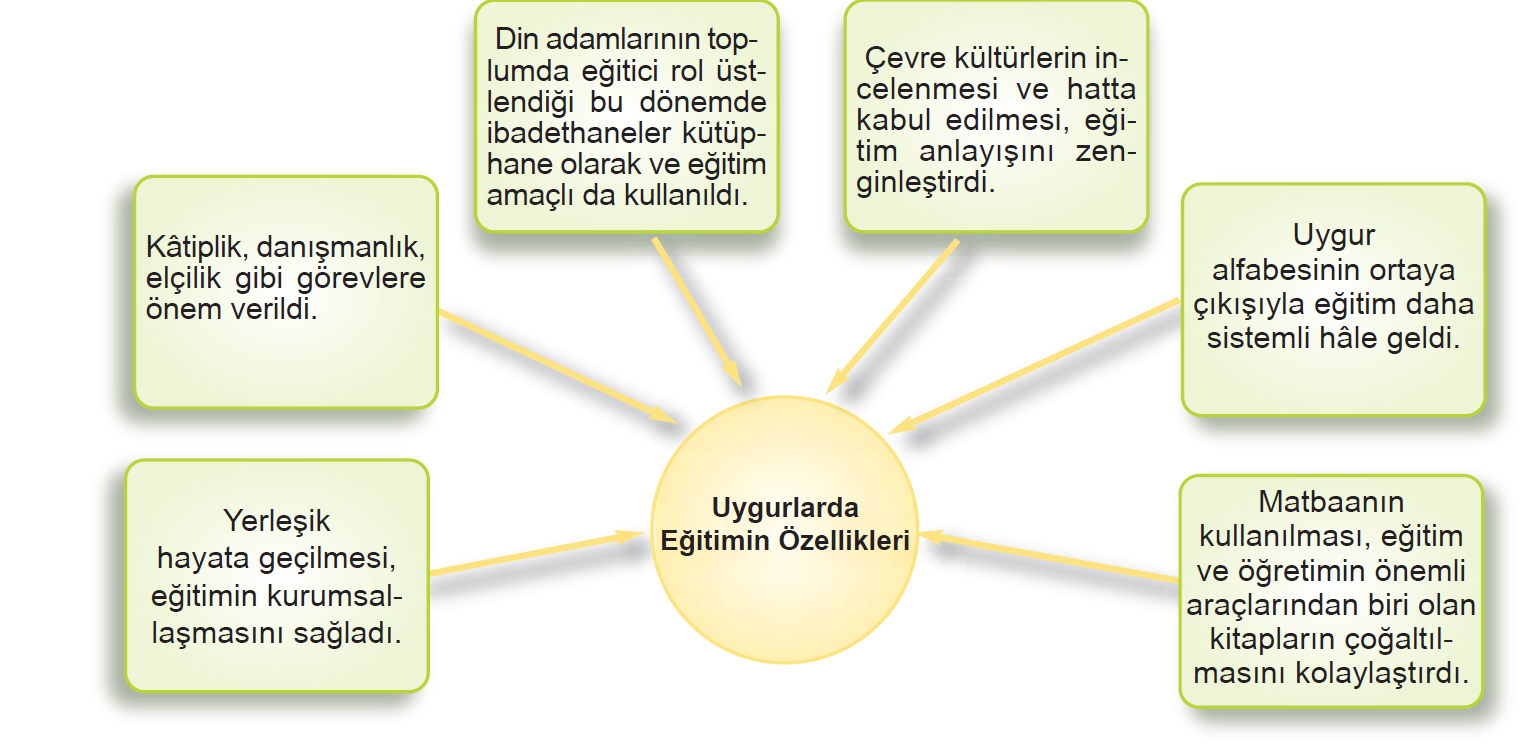 Din adamlarının top-
lumda eğitici rol üst-
lendiği bu dönemde
ibadethaneler kütüp-
hane olarak ve eğitim
amaçlı da kullanıldı.
Çevre kültürlerin in-
celenmesi ve hatta
kabul edilmesi, eği-
tim anlayışını zen-
ginleştirdi.
Kâtiplik, danışmanlık,
elçilik gibi görevlere
önem verildi.
Uygur
alfabesinin ortaya
çıkışıyla eğitim daha
sistemli hâle geldi.
Yerleşik
hayata geçilmesi,
eğitimin kurumsal-
laşmasını sağladı.
Uygurlarda
Eğitimin Özellikleri
Matbaanın
kullanılması, eğitim
ve öğretimin önemli
araçlarından biri olan
kitapların çoğaltıl-
masını kolaylaştırdı.